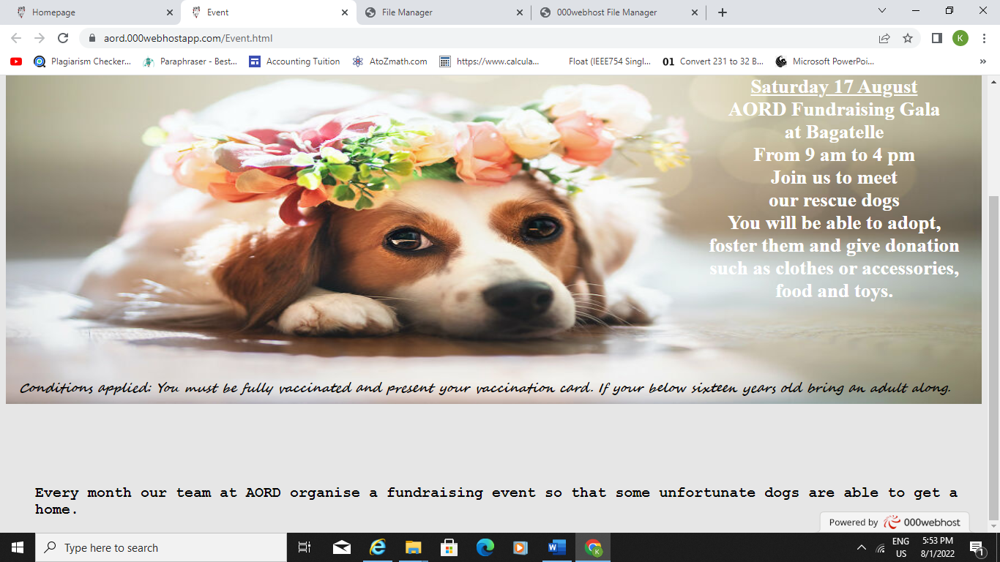 Homepage
Event
File Manager
000webhost File Manager
aord.000webhostapp.com/Event.html
K
Plagiarism Checker...
Paraphraser - Best...
Accounting Tuition
AtoZmath.com
https://www.calcula...
Float (IEEE754 Singl...
01 Convert 231 to 32 B...
Microsoft PowerPoi...
»
Saturday 17 August
AORD Fundraising Gala
at Bagatelle
From 9 am to 4 pm
Join us to meet
our rescue dogs
You will be able to adopt,
foster them and give donation
such as clothes or accessories,
food and toys.
Conditions applied: You must be fully vaccinated and present your vaccination card. If your below sixteen years old bring an adult along.
Every month our team at AORD organise a fundraising event so that some unfortunate dogs are able to get a
home.
Powered by 000webhost
Type here to search
W
K
ENG
US
5:53 PM
8/1/2022
1